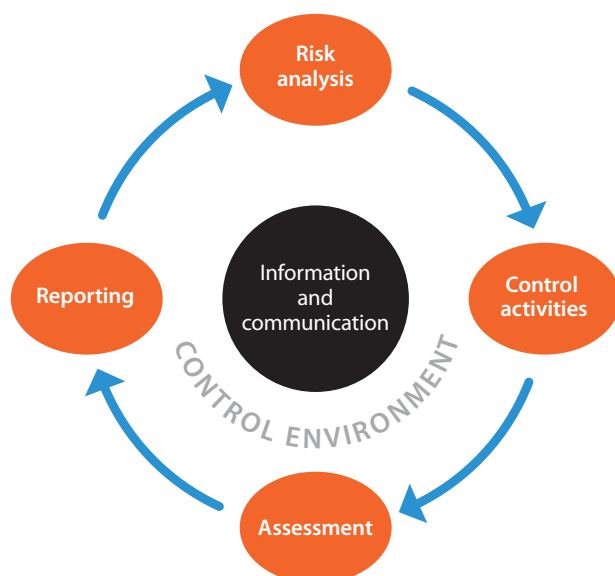 Risk
analysis
Reporting
Information
and
communication
Control
activities
CONTROL ENVIRONMENT
Assessment